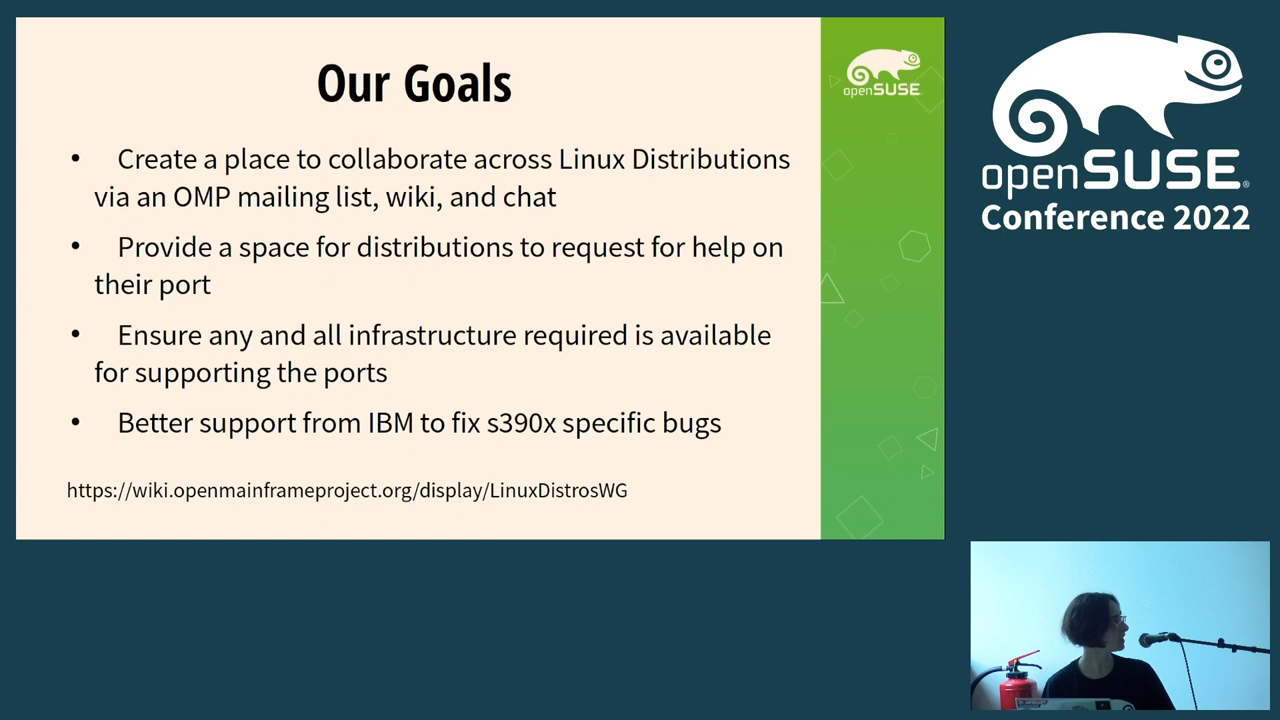 Our Goals
• Create a place to collaborate across Linux Distributions
via an OMP mailing list, wiki, and chat
• Provide a space for distributions to request for help on
their port
• Ensure any and all infrastructure required is available
for supporting the ports
• Better support from IBM to fix s390x specific bugs
https://wiki.openmainframeproject.org/display/LinuxDistrosWG
openSUSE
openSUSE®
Conference 2022